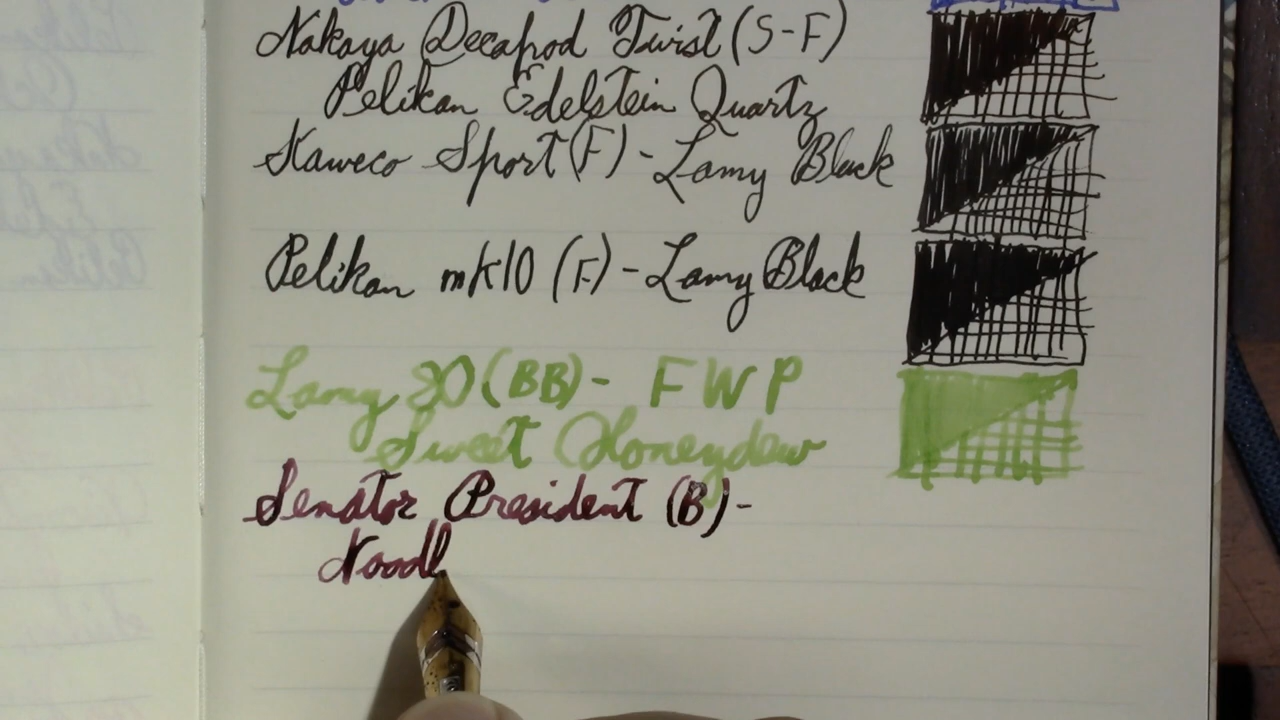 Nakaya Decapod Twist (S-F)
Pelikan Edelstein Quartz
Kaweco Sport (F) - Lamy Black
Pelikan mk10 (F) - Lamy Black
Lamy 80 (BB) - FWP
Sweet Honeydew
Senator President (B) -
Noodl